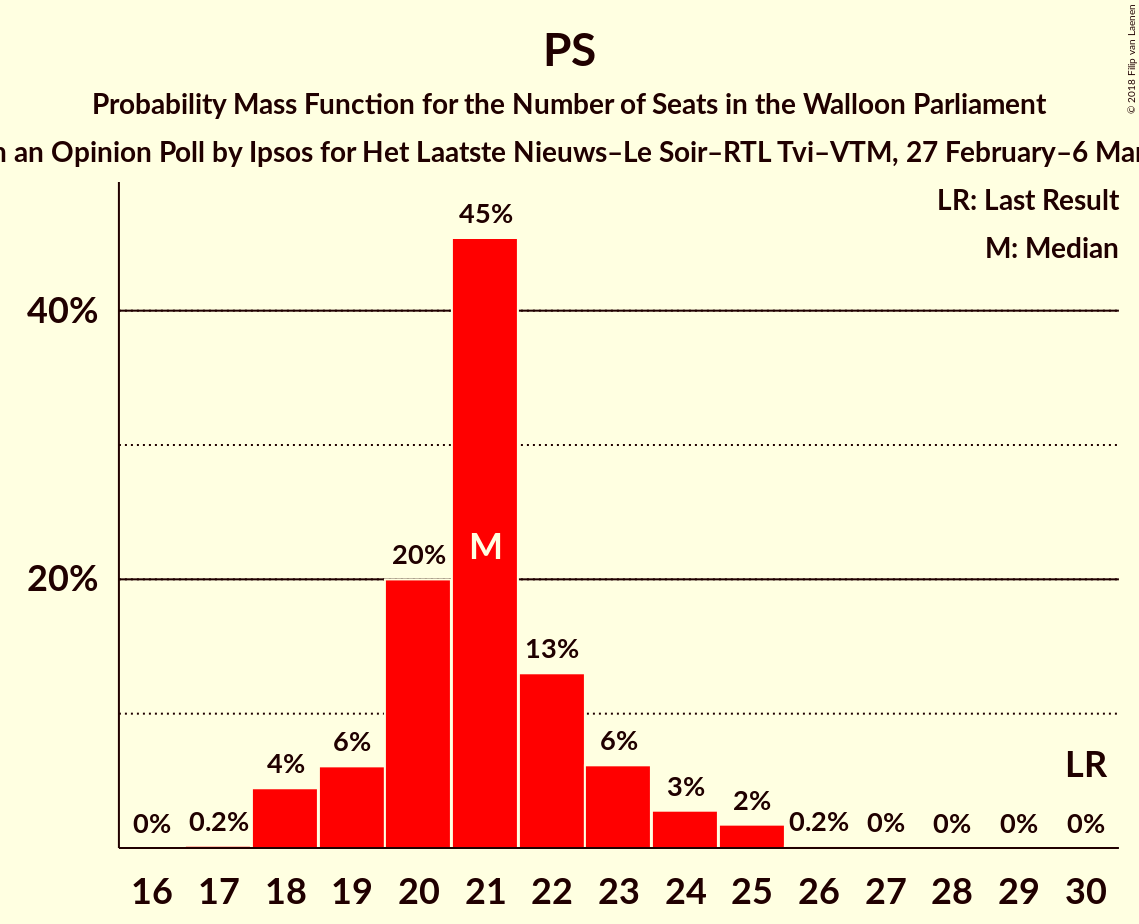 PS
Probability Mass Function for the Number of Seats in the Walloon Parliament
an Opinion Poll by Ipsos for Het Laatste Nieuws–Le Soir–RTL Tvi–VTM, 27 February–6
© 2018 Filip van Laenen
LR: Last Result
M: Median
45%
40%
20%
M
20%
13%
6%
4%
6%
3%
2%
LR
0%
0.2%
0.2%
0%
0%
0%
0%
16 17 18 19 20 21 22 23 24 25 26 27 28 29 30